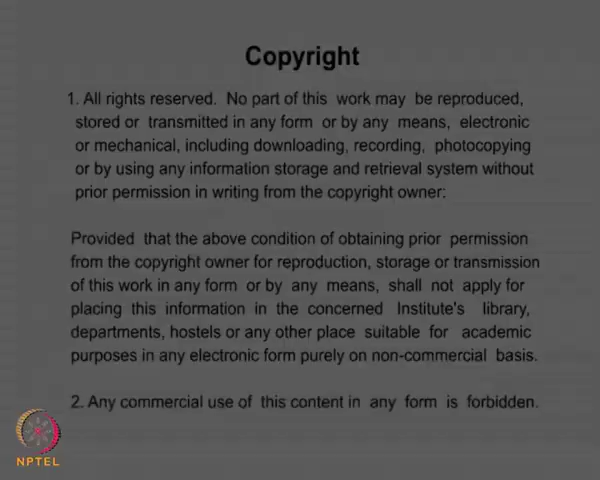 Copyright
1. All rights reserved. No part of this work may be reproduced,
stored or transmitted in any form or by any means, electronic
or mechanical, including downloading, recording, photocopying
or by using any information storage and retrieval system without
prior permission in writing from the copyright owner:
Provided that the above condition of obtaining prior permission
from the copyright owner for reproduction, storage or transmission
of this work in any form or by any means, shall not apply for
placing this information in the concerned Institute's library,
departments, hostels or any other place suitable for academic
purposes in any electronic form purely on non-commercial basis.
2. Any commercial use of this content in any form is forbidden.
NPTEL